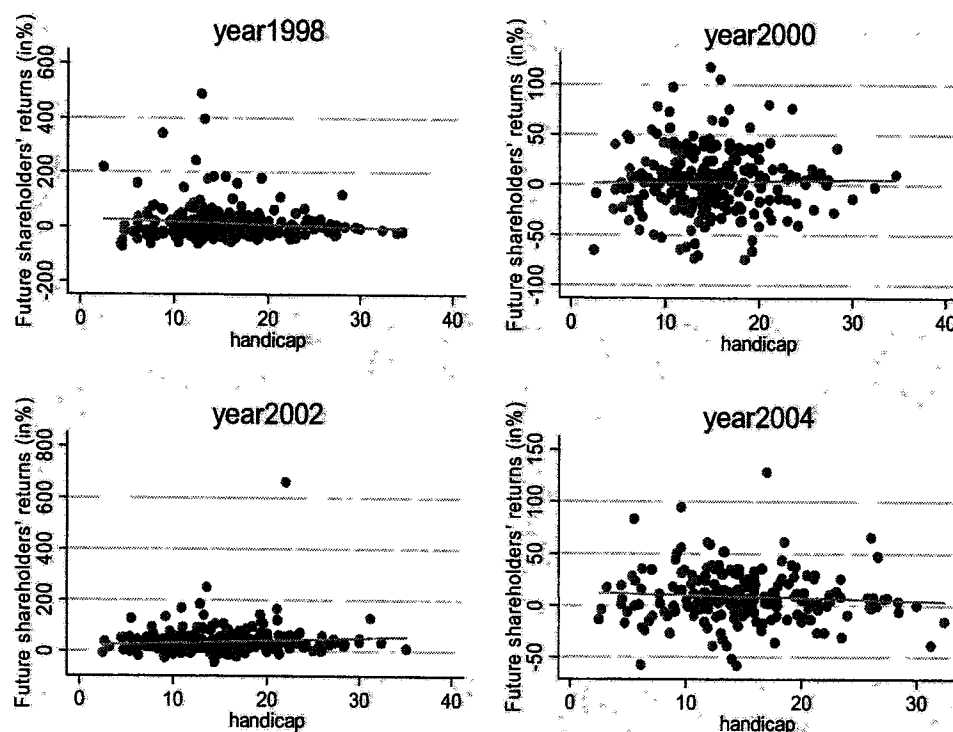 year1998
Future shareholders' returns (in%)
600
400
200
0
-200
0 10 20 30 40
handicap
year2000
Future shareholders' returns (in%)
100
50
0
-50
-100
0 10 20 30 40
handicap
year2002
Future shareholders' returns (in%)
800
600
400
200
0
0 10 20 30 40
handicap
year2004
Future shareholders' returns (in%)
150
100
50
0
-50
0 10 20 30
handicap